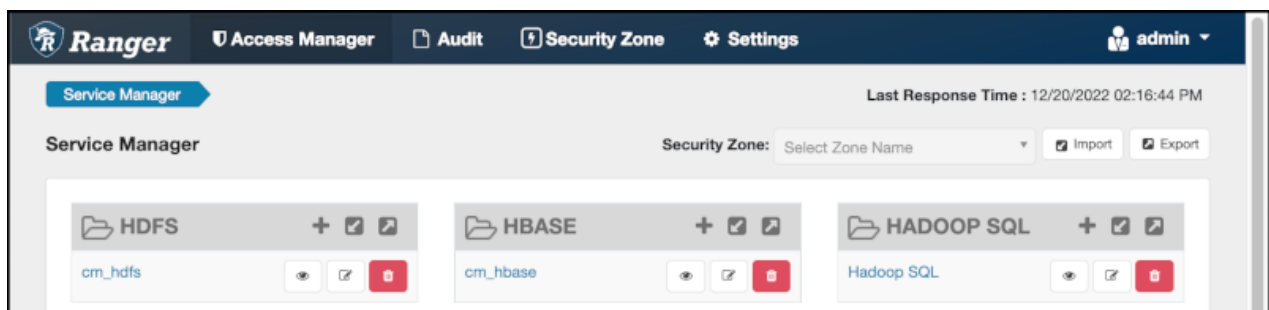 Ranger Access Manager Audit Security Zone Settings admin
Service Manager Last Response Time : 12/20/2022 02:16:44 PM
Service Manager Security Zone: Select Zone Name Import Export
HDFS HBASE HADOOP SQL
cm_hdfs cm_hbase Hadoop SQL